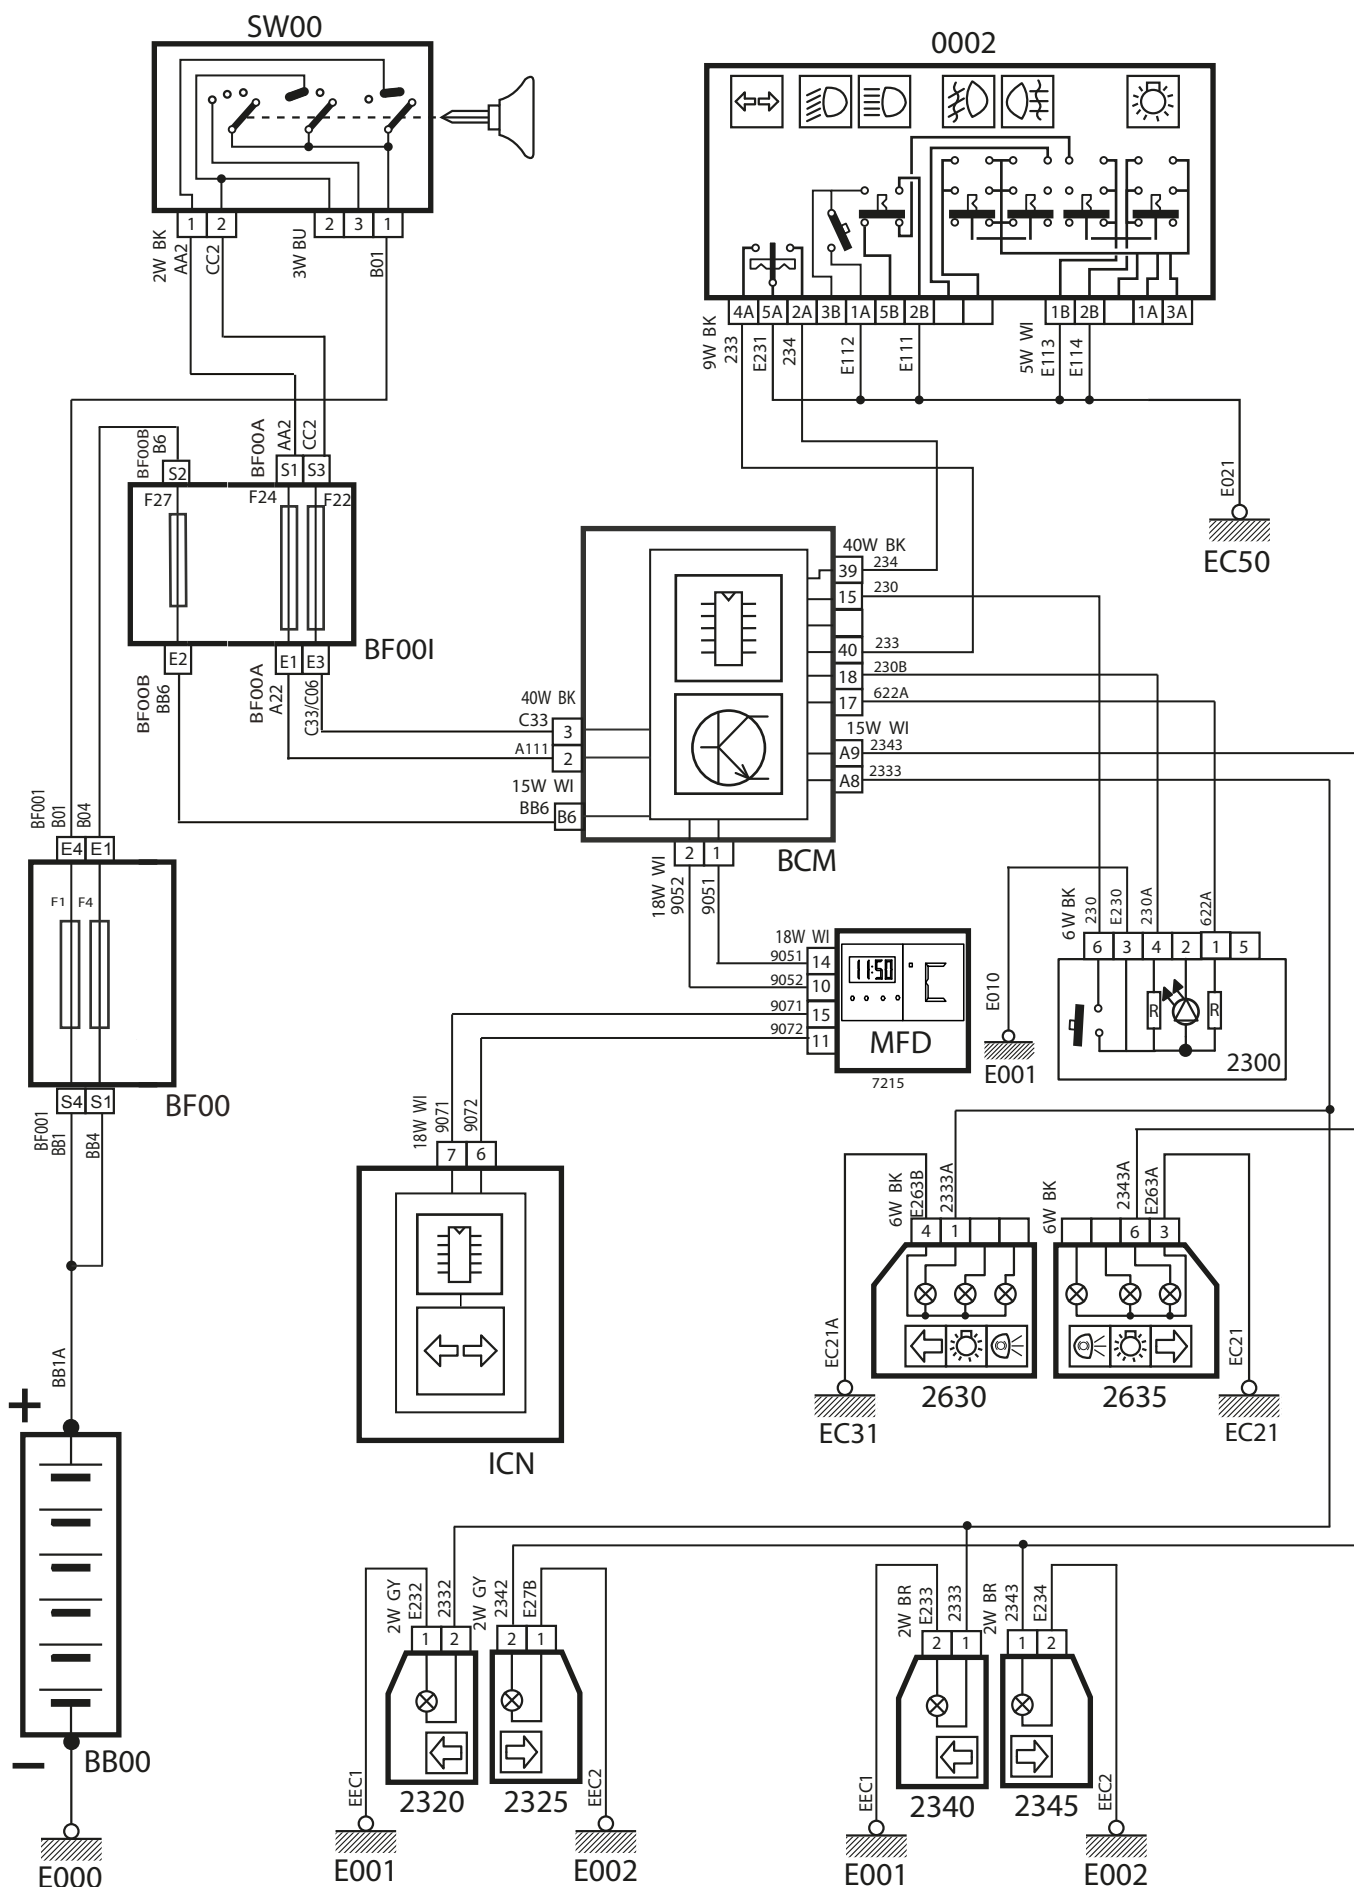 SW00
0002
1
2
2
3
1
2W BK
AA2
CC2
3W BU
B01
4A
5A
2A
3B
1A
5B
2B
1B
2B
1A
3A
9W BK
233
E231
234
E112
E111
5W WI
E113
E114
E021
EC50
BF00B
B6
BF00A
AA2
CC2
S2
S1
S3
F27
F24
F22
BF00I
E2
E1
E3
BF00B
BB6
BF00A
A22
C33/C06
40W BK
39
234
15
230
40
233
18
230B
17
622A
15W WI
A9
2343
A8
2333
40W BK
C33
3
A111
2
15W WI
BB6
B6
2
1
BCM
18W WI
9052
9051
BF001
B01
B04
E4
E1
F1
F4
S4
S1
BF00
BF001
BB1
BB4
18W WI
9051
14
9052
10
9071
15
9072
11
11:50
MFD
7215
E010
E001
6W BK
230
E230
230A
622A
6
3
4
2
1
5
R
R
2300
18W WI
9071
9072
7
6
ICN
6W BK
E263B
2333A
4
1
EC21A
EC31
2630
6W BK
2343A
E263A
6
3
EC21
EC21
2635
BB1A
+
−
BB00
E000
2W GY
E232
2332
1
2
2320
EEC1
E001
2W GY
2342
E27B
2
1
2325
EEC2
E002
2W BR
E233
2333
2
1
2340
EEC1
E001
2W BR
2343
E234
1
2
2345
EEC2
E002